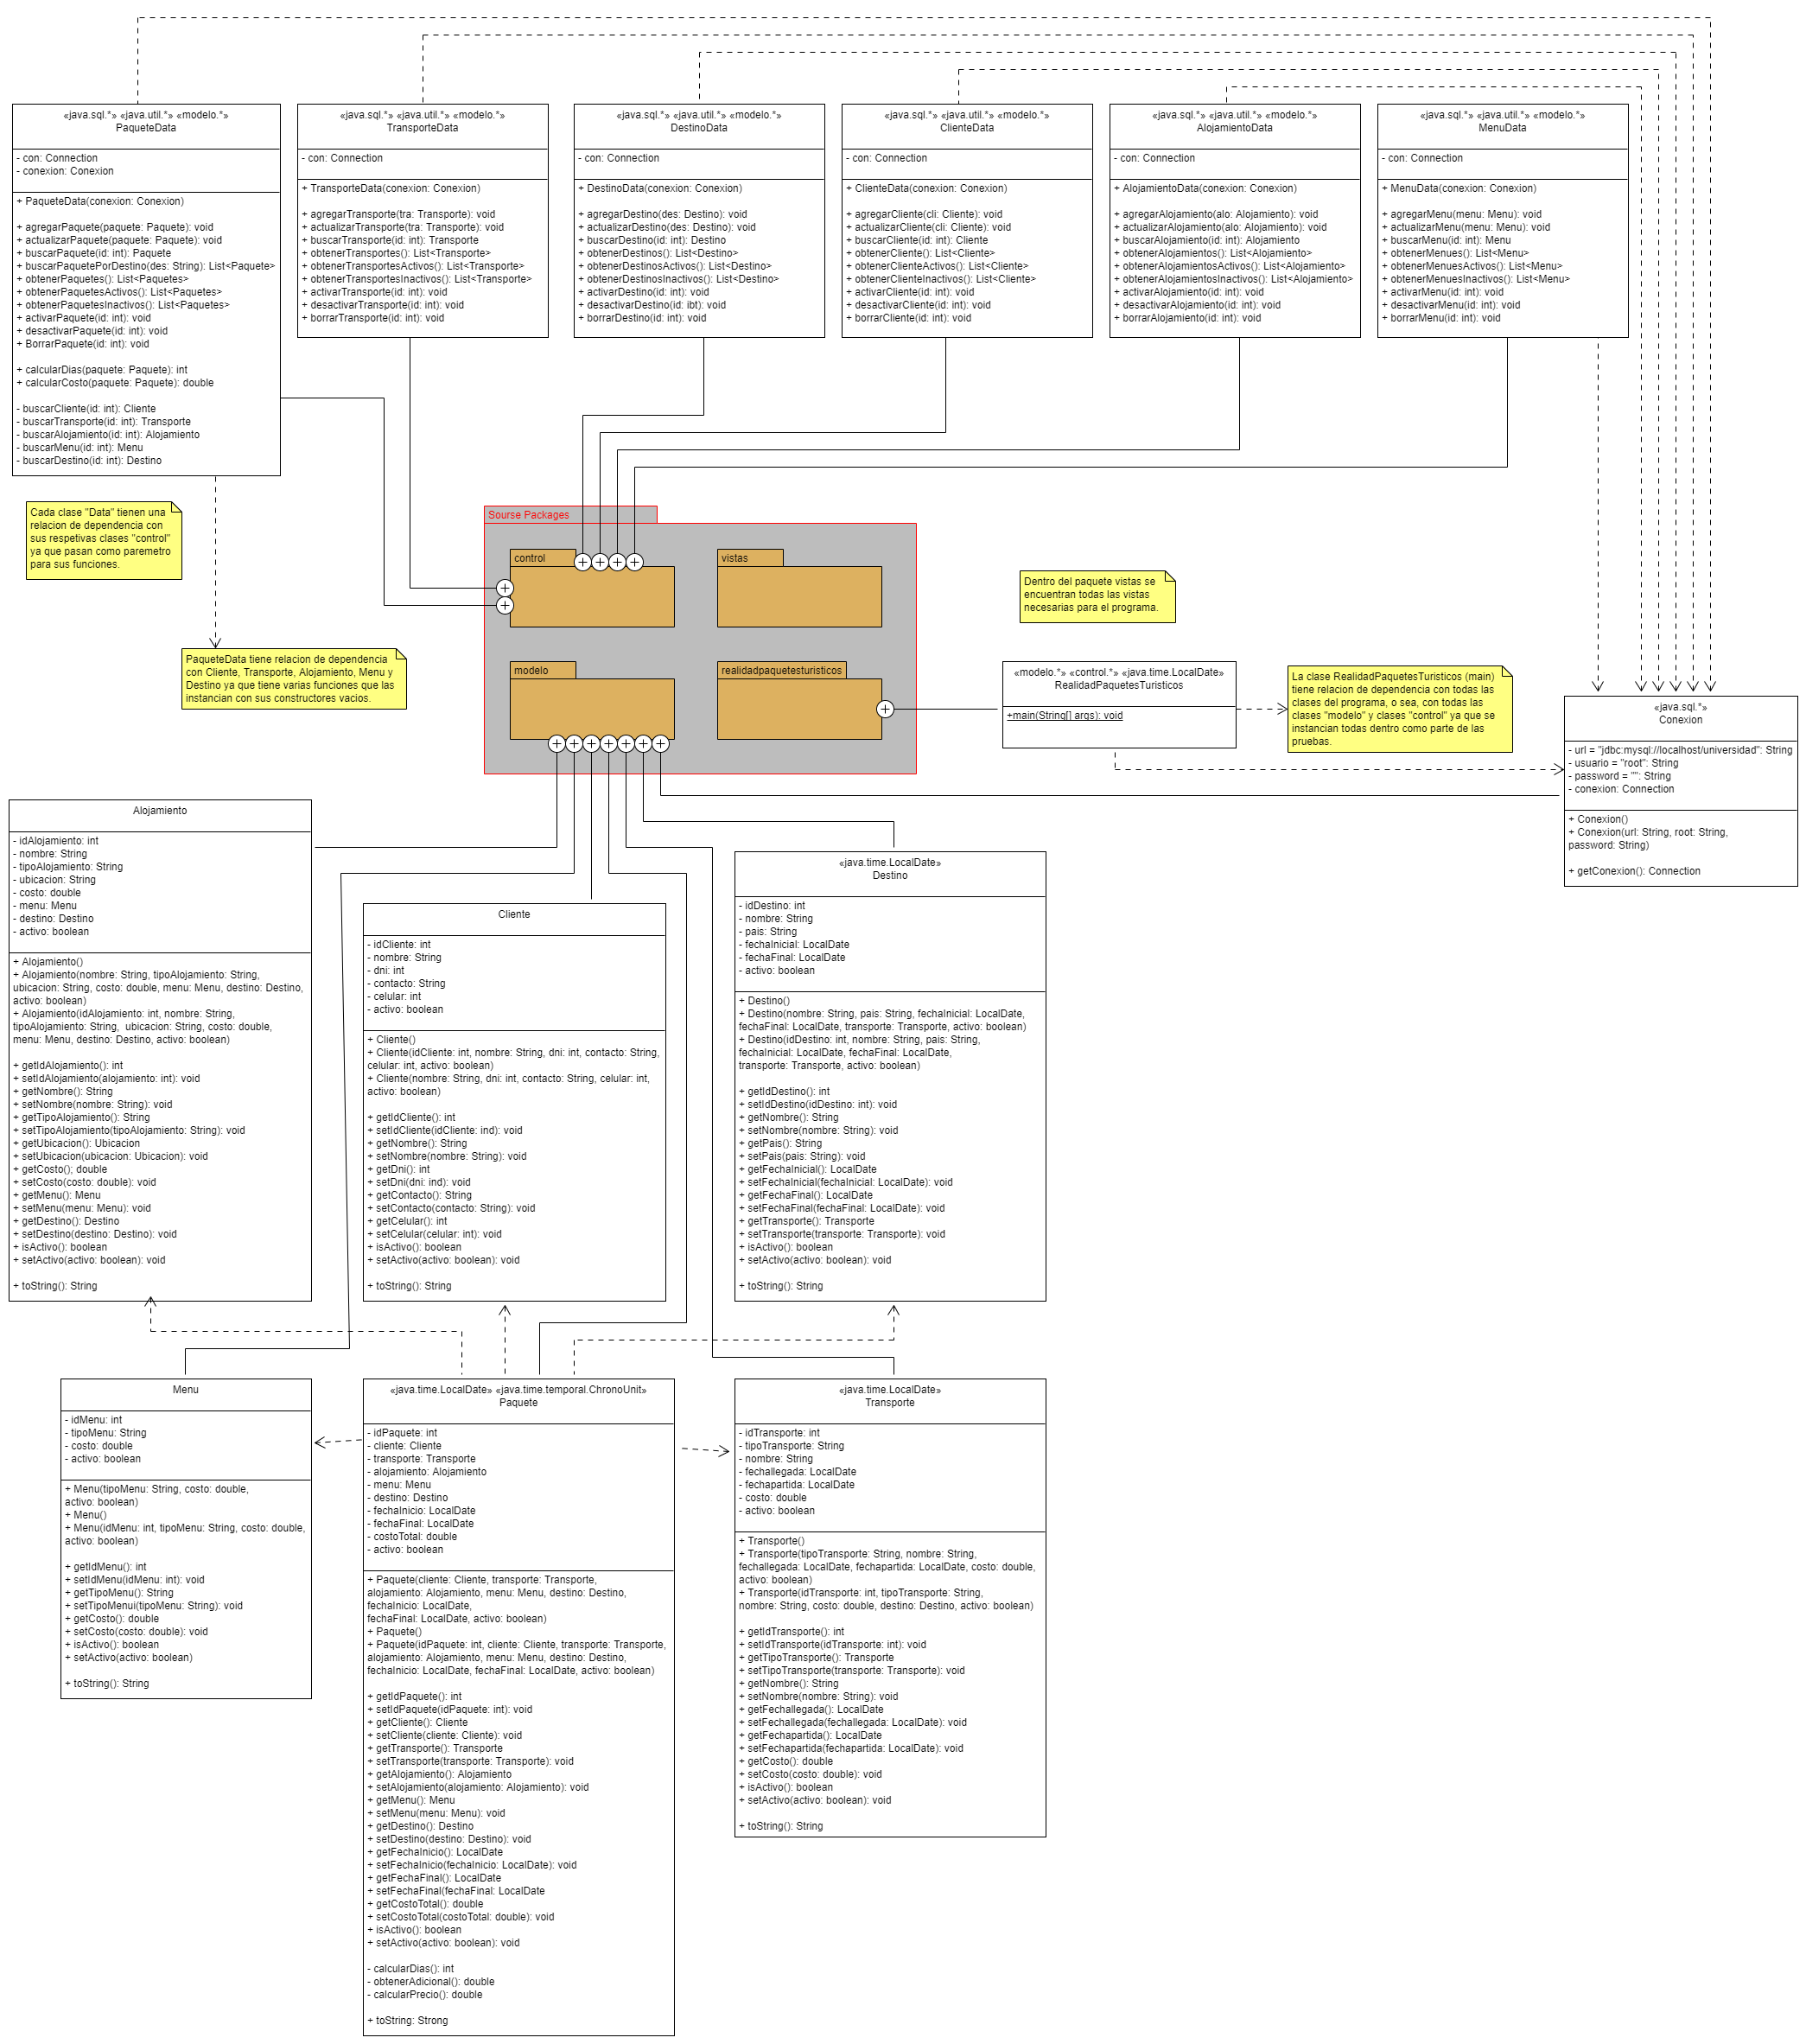 «java.sql.*» «java.util.*» «modelo.*»
PaqueteData
- con: Connection
- conexion: Conexion
+ PaqueteData(conexion: Conexion)
+ agregarPaquete(paquete: Paquete): void
+ actualizarPaquete(paquete: Paquete): void
+ buscarPaquete(id: int): Paquete
+ buscarPaquetePorDestino(des: String): List<Paquete>
+ obtenerPaquetes(): List<Paquetes>
+ obtenerPaquetesActivos(): List<Paquetes>
+ obtenerPaquetesInactivos(): List<Paquetes>
+ activarPaquete(id: int): void
+ desactivarPaquete(id: int): void
+ BorrarPaquete(id: int): void
+ calcularDias(paquete: Paquete): int
+ calcularCosto(paquete: Paquete): double
- buscarCliente(id: int): Cliente
- buscarTransporte(id: int): Transporte
- buscarAlojamiento(id: int): Alojamiento
- buscarMenu(id: int): Menu
- buscarDestino(id: int): Destino
«java.sql.*» «java.util.*» «modelo.*»
TransporteData
- con: Connection
+ TransporteData(conexion: Conexion)
+ agregarTransporte(tra: Transporte): void
+ actualizarTransporte(tra: Transporte): void
+ buscarTransporte(id: int): Transporte
+ obtenerTransportes(): List<Transporte>
+ obtenerTransportesActivos(): List<Transporte>
+ obtenerTransportesInactivos(): List<Transporte>
+ activarTransporte(id: int): void
+ desactivarTransporte(id: int): void
+ borrarTransporte(id: int): void
«java.sql.*» «java.util.*» «modelo.*»
DestinoData
- con: Connection
+ DestinoData(conexion: Conexion)
+ agregarDestino(des: Destino): void
+ actualizarDestino(des: Destino): void
+ buscarDestino(id: int): Destino
+ obtenerDestinos(): List<Destino>
+ obtenerDestinosActivos(): List<Destino>
+ obtenerDestinosInactivos(): List<Destino>
+ activarDestino(id: int): void
+ desactivarDestino(id: ibt): void
+ borrarDestino(id: int): void
«java.sql.*» «java.util.*» «modelo.*»
ClienteData
- con: Connection
+ ClienteData(conexion: Conexion)
+ agregarCliente(cli: Cliente): void
+ actualizarCliente(cli: Cliente): void
+ buscarCliente(id: int): Cliente
+ obtenerCliente(): List<Cliente>
+ obtenerClienteActivos(): List<Cliente>
+ obtenerClienteInactivos(): List<Cliente>
+ activarCliente(id: int): void
+ desactivarCliente(id: int): void
+ borrarCliente(id: int): void
«java.sql.*» «java.util.*» «modelo.*»
AlojamientoData
- con: Connection
+ AlojamientoData(conexion: Conexion)
+ agregarAlojamiento(alo: Alojamiento): void
+ actualizarAlojamiento(alo: Alojamiento): void
+ buscarAlojamiento(id: int): Alojamiento
+ obtenerAlojamientos(): List<Alojamiento>
+ obtenerAlojamientosActivos(): List<Alojamiento>
+ obtenerAlojamientosInactivos(): List<Alojamiento>
+ activarAlojamiento(id: int): void
+ desactivarAlojamiento(id: int): void
+ borrarAlojamiento(id: int): void
«java.sql.*» «java.util.*» «modelo.*»
MenuData
- con: Connection
+ MenuData(conexion: Conexion)
+ agregarMenu(menu: Menu): void
+ actualizarMenu(menu: Menu): void
+ buscarMenu(id: int): Menu
+ obtenerMenues(): List<Menu>
+ obtenerMenuesActivos(): List<Menu>
+ obtenerMenuesInactivos(): List<Menu>
+ activarMenu(id: int): void
+ desactivarMenu(id: int): void
+ borrarMenu(id: int): void
Cada clase "Data" tienen una
relacion de dependencia con
sus respetivas clases "control"
ya que pasan como paremetro
para sus funciones.
PaqueteData tiene relacion de dependencia
con Cliente, Transporte, Alojamiento, Menu y
Destino ya que tiene varias funciones que las
instancian con sus constructores vacios.
Sourse Packages
control
vistas
modelo
realidadpaquetesturisticos
Dentro del paquete vistas se
encuentran todas las vistas
necesarias para el programa.
«modelo.*» «control.*» «java.time.LocalDate»
RealidadPaquetesTuristicos
+main(String[] args): void
La clase RealidadPaquetesTuristicos (main)
tiene relacion de dependencia con todas las
clases del programa, o sea, con todas las
clases "modelo" y clases "control" ya que se
instancian todas dentro como parte de las
pruebas.
«java.sql.*»
Conexion
- url = "jdbc:mysql://localhost/universidad": String
- usuario = "root": String
- password = "": String
- conexion: Connection
+ Conexion()
+ Conexion(url: String, root: String,
password: String)
+ getConexion(): Connection
Alojamiento
- idAlojamiento: int
- nombre: String
- tipoAlojamiento: String
- ubicacion: String
- costo: double
- menu: Menu
- destino: Destino
- activo: boolean
+ Alojamiento()
+ Alojamiento(nombre: String, tipoAlojamiento: String,
ubicacion: String, costo: double, menu: Menu, destino: Destino,
activo: boolean)
+ Alojamiento(idAlojamiento: int, nombre: String,
tipoAlojamiento: String, ubicacion: String, costo: double,
menu: Menu, destino: Destino, activo: boolean)
+ getIdAlojamiento(): int
+ setIdAlojamiento(alojamiento: int): void
+ getNombre(): String
+ setNombre(nombre: String): void
+ getTipoAlojamiento(): String
+ setTipoAlojamiento(tipoAlojamiento: String): void
+ getUbicacion(): Ubicacion
+ setUbicacion(ubicacion: Ubicacion): void
+ getCosto(); double
+ setCosto(costo: double): void
+ getMenu(): Menu
+ setMenu(menu: Menu): void
+ getDestino(): Destino
+ setDestino(destino: Destino): void
+ isActivo(): boolean
+ setActivo(activo: boolean): void
+ toString(): String
Cliente
- idCliente: int
- nombre: String
- dni: int
- contacto: String
- celular: int
- activo: boolean
+ Cliente()
+ Cliente(idCliente: int, nombre: String, dni: int, contacto: String,
celular: int, activo: boolean)
+ Cliente(nombre: String, dni: int, contacto: String, celular: int,
activo: boolean)
+ getIdCliente(): int
+ setIdCliente(idCliente: ind): void
+ getNombre(): String
+ setNombre(nombre: String): void
+ getDni(): int
+ setDni(dni: ind): void
+ getContacto(): String
+ setContacto(contacto: String): void
+ getCelular(): int
+ setCelular(celular: int): void
+ isActivo(): boolean
+ setActivo(activo: boolean): void
+ toString(): String
«java.time.LocalDate»
Destino
- idDestino: int
- nombre: String
- pais: String
- fechaInicial: LocalDate
- fechaFinal: LocalDate
- activo: boolean
+ Destino()
+ Destino(nombre: String, pais: String, fechaInicial: LocalDate,
fechaFinal: LocalDate, transporte: Transporte, activo: boolean)
+ Destino(idDestino: int, nombre: String, pais: String,
fechaInicial: LocalDate, fechaFinal: LocalDate,
transporte: Transporte, activo: boolean)
+ getIdDestino(): int
+ setIdDestino(idDestino: int): void
+ getNombre(): String
+ setNombre(nombre: String): void
+ getPais(): String
+ setPais(pais: String): void
+ getFechaInicial(): LocalDate
+ setFechaInicial(fechaInicial: LocalDate): void
+ getFechaFinal(): LocalDate
+ setFechaFinal(fechaFinal: LocalDate): void
+ getTransporte(): Transporte
+ setTransporte(transporte: Transporte): void
+ isActivo(): boolean
+ setActivo(activo: boolean): void
+ toString(): String
Menu
- idMenu: int
- tipoMenu: String
- costo: double
- activo: boolean
+ Menu(tipoMenu: String, costo: double,
activo: boolean)
+ Menu()
+ Menu(idMenu: int, tipoMenu: String, costo: double,
activo: boolean)
+ getIdMenu(): int
+ setIdMenu(idMenu: int): void
+ getTipoMenu(): String
+ setTipoMenui(tipoMenu: String): void
+ getCosto(): double
+ setCosto(costo: double): void
+ isActivo(): boolean
+ setActivo(activo: boolean)
+ toString(): String
«java.time.LocalDate» «java.time.temporal.ChronoUnit»
Paquete
- idPaquete: int
- cliente: Cliente
- transporte: Transporte
- alojamiento: Alojamiento
- menu: Menu
- destino: Destino
- fechaInicio: LocalDate
- fechaFinal: LocalDate
- costoTotal: double
- activo: boolean
+ Paquete(cliente: Cliente, transporte: Transporte,
alojamiento: Alojamiento, menu: Menu, destino: Destino,
fechaInicio: LocalDate,
fechaFinal: LocalDate, activo: boolean)
+ Paquete()
+ Paquete(idPaquete: int, cliente: Cliente, transporte: Transporte,
alojamiento: Alojamiento, menu: Menu, destino: Destino,
fechaInicio: LocalDate, fechaFinal: LocalDate, activo: boolean)
+ getIdPaquete(): int
+ setIdPaquete(idPaquete: int): void
+ getCliente(): Cliente
+ setCliente(cliente: Cliente): void
+ getTransporte(): Transporte
+ setTransporte(transporte: Transporte): void
+ getAlojamiento(): Alojamiento
+ setAlojamiento(alojamiento: Alojamiento): void
+ getMenu(): Menu
+ setMenu(menu: Menu): void
+ getDestino(): Destino
+ setDestino(destino: Destino): void
+ getFechaInicio(): LocalDate
+ setFechaInicio(fechaInicio: LocalDate): void
+ getFechaFinal(): LocalDate
+ setFechaFinal(fechaFinal: LocalDate
+ getCostoTotal(): double
+ setCostoTotal(costoTotal: double): void
+ isActivo(): boolean
+ setActivo(activo: boolean): void
- calcularDias(): int
- obtenerAdicional(): double
- calcularPrecio(): double
+ toString: Strong
«java.time.LocalDate»
Transporte
- idTransporte: int
- tipoTransporte: String
- nombre: String
- fechallegada: LocalDate
- fechapartida: LocalDate
- costo: double
- activo: boolean
+ Transporte()
+ Transporte(tipoTransporte: String, nombre: String,
fechallegada: LocalDate, fechapartida: LocalDate, costo: double,
activo: boolean)
+ Transporte(idTransporte: int, tipoTransporte: String,
nombre: String, costo: double, destino: Destino, activo: boolean)
+ getIdTransporte(): int
+ setIdTransporte(idTransporte: int): void
+ getTipoTransporte(): Transporte
+ setTipoTransporte(transporte: Transporte): void
+ getNombre(): String
+ setNombre(nombre: String): void
+ getFechallegada(): LocalDate
+ setFechallegada(fechallegada: LocalDate): void
+ getFechapartida(): LocalDate
+ setFechapartida(fechapartida: LocalDate): void
+ getCosto(): double
+ setCosto(costo: double): void
+ isActivo(): boolean
+ setActivo(activo: boolean): void
+ toString(): String